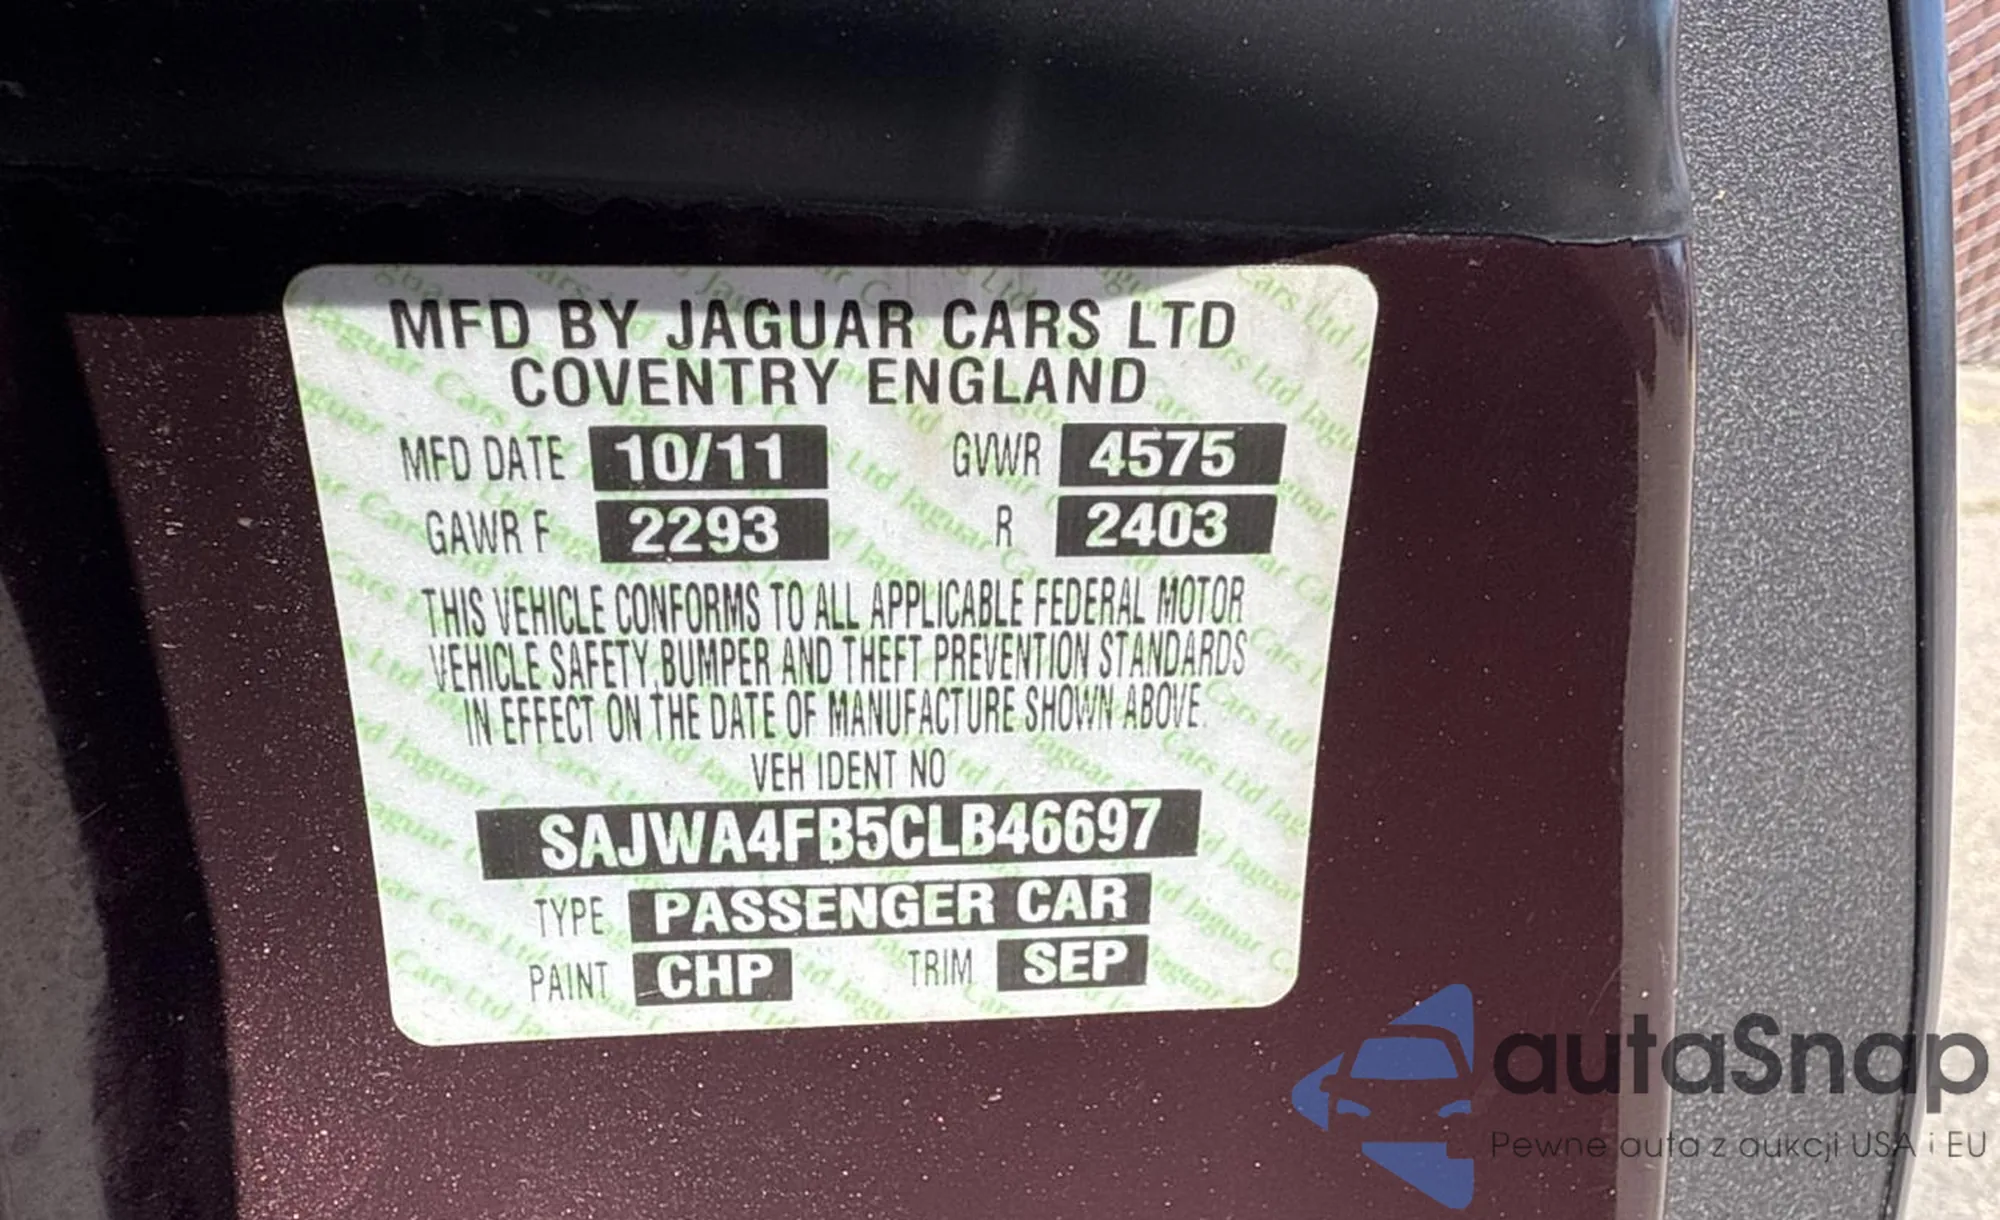 MFD BY JAGUAR CARS LTD
COVENTRY ENGLAND
MFD DATE 10/11 GVWR 4575
GAWR F 2293 R 2403
THIS VEHICLE CONFORMS TO ALL APPLICABLE FEDERAL MOTOR
VEHICLE SAFETY, BUMPER AND THEFT PREVENTION STANDARDS
IN EFFECT ON THE DATE OF MANUFACTURE SHOWN ABOVE.
VEH IDENT NO
SAJWA4FB5CLB46697
TYPE PASSENGER CAR
PAINT CHP TRIM SEP
autaSnap
Pewne auta z aukcji USA i EU